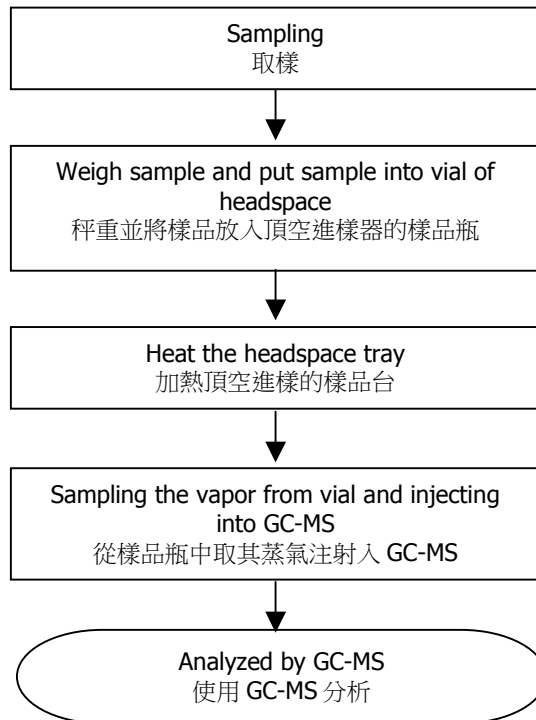 Sampling
取樣
Weigh sample and put sample into vial of
headspace
秤重並將樣品放入頂空進樣器的樣品瓶
Heat the headspace tray
加熱頂空進樣的樣品台
Sampling the vapor from vial and injecting
into GC-MS
從樣品瓶中取其蒸氣注射入 GC-MS
Analyzed by GC-MS
使用 GC-MS 分析